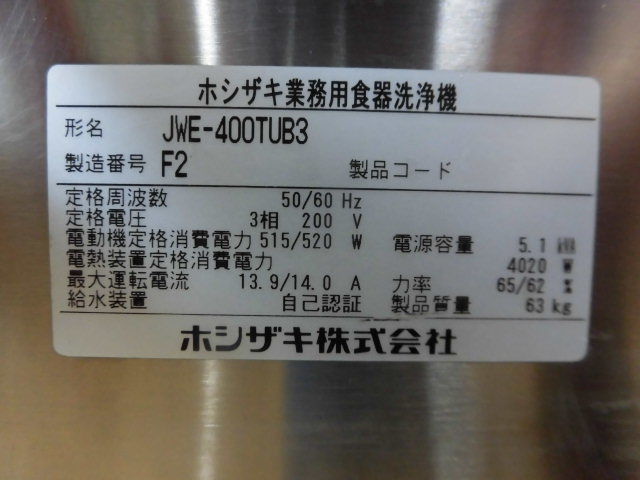 ホシザキ業務用食器洗浄機
形名 JWE-400TUB3
製造番号 F2 製品コード
定格周波数 50/60 Hz
定格電圧 3相 200 V
電動機定格消費電力 515/520 W 電源容量 5.1 kVA
電熱装置定格消費電力 4020 W
最大運転電流 13.9/14.0 A 力率 65/62 %
給水装置 自己認証 製品質量 63 kg
ホシザキ株式会社